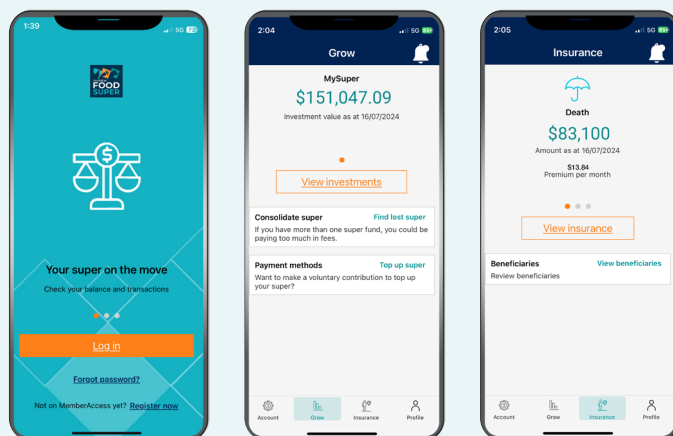 1:39
5G 72
FOOD
SUPER
Your super on the move
Check your balance and transactions
Log in
Forgot password?
Not on MemberAccess yet? Register now
2:04
5G 85+
Grow
MySuper
$151,047.09
Investment value as at 16/07/2024
View investments
Consolidate super Find lost super
If you have more than one super fund, you could be
paying too much in fees.
Payment methods Top up super
Want to make a voluntary contribution to top up
your super?
Account Grow Insurance Profile
2:05
5G 85+
Insurance
Death
$83,100
Amount as at 16/07/2024
$13.84
Premium per month
View insurance
Beneficiaries View beneficiaries
Review beneficiaries
Account Grow Insurance Profile